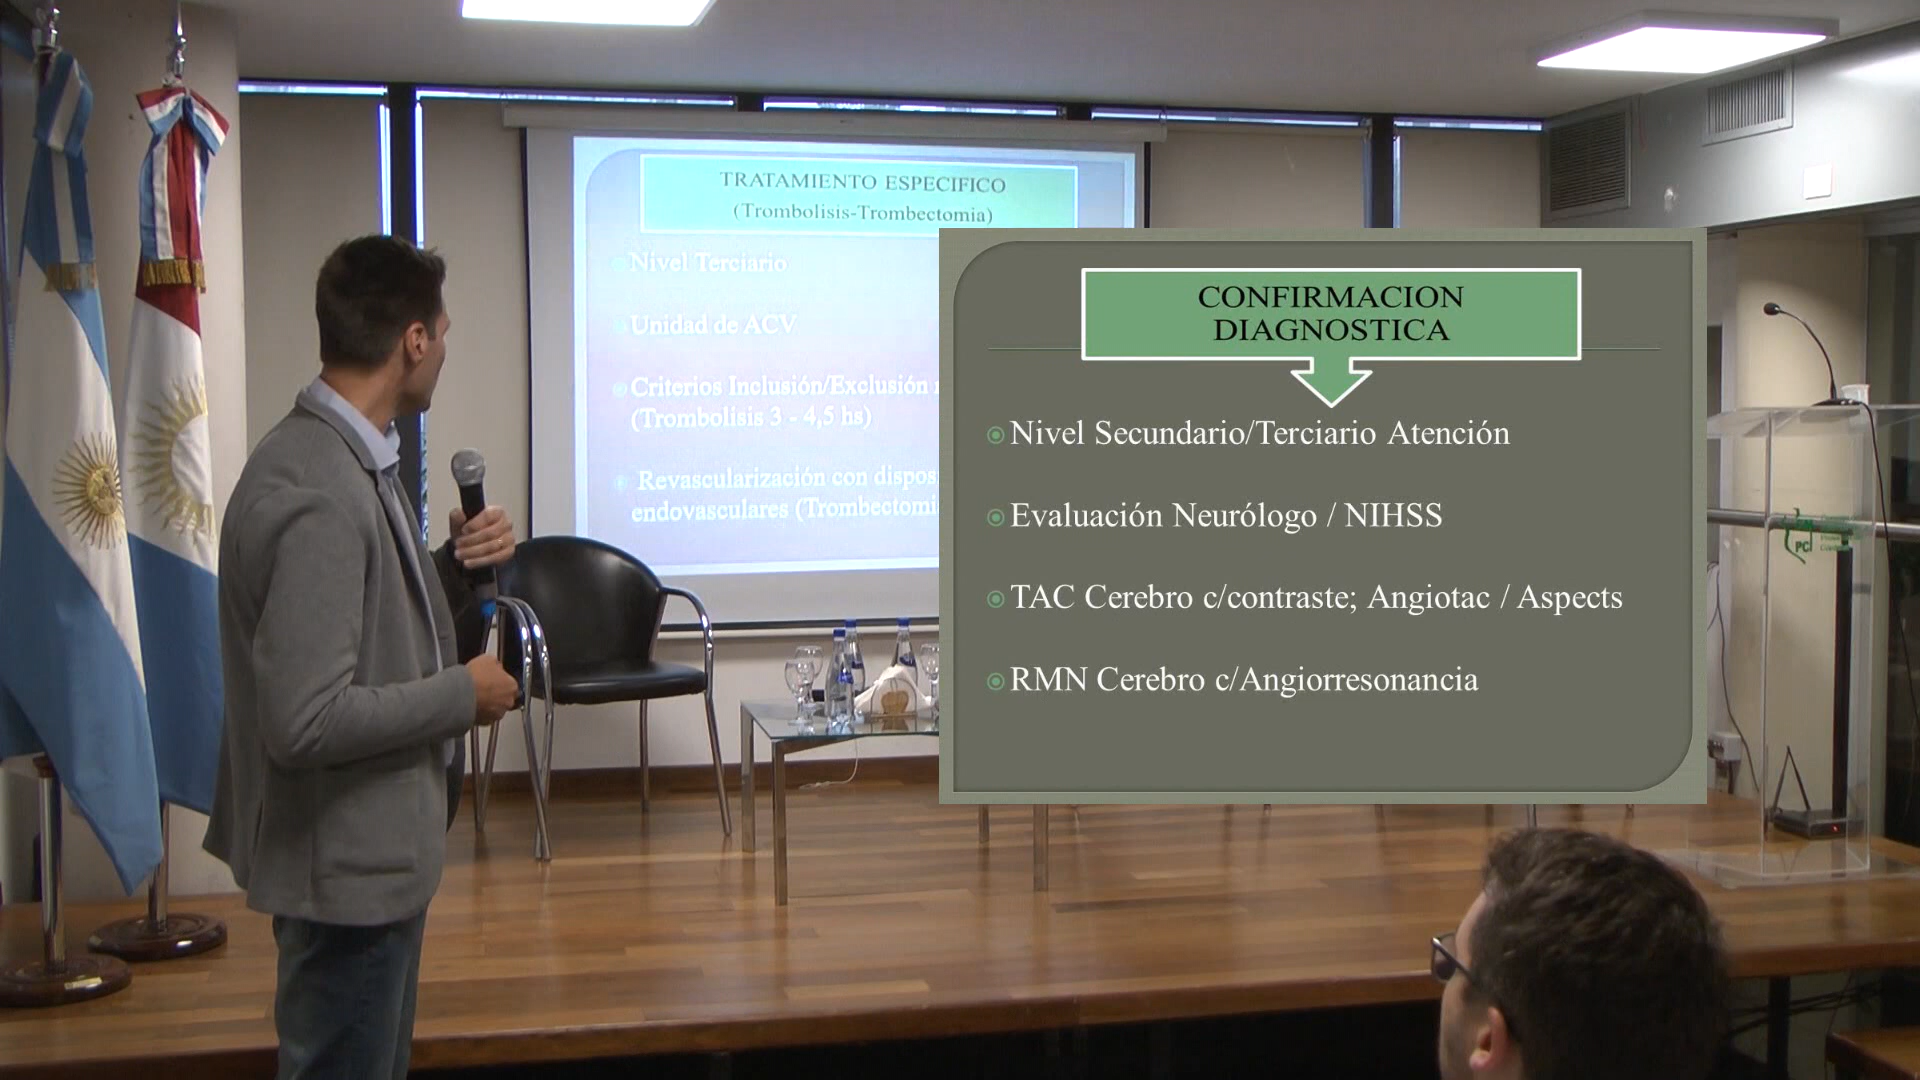 TRATAMIENTO ESPECIFICO
(Trombolisis-Trombectomia)
Nivel Terciario
Unidad de ACV
Criterios Inclusión/Exclusión
(Trombolisis 3 - 4,5 hs)
Revascularización con
endovasculares
CONFIRMACION
DIAGNOSTICA
Nivel Secundario/Terciario Atención
Evaluación Neurólogo / NIHSS
TAC Cerebro c/contraste; Angiotac / Aspects
RMN Cerebro c/Angiorresonancia
PC